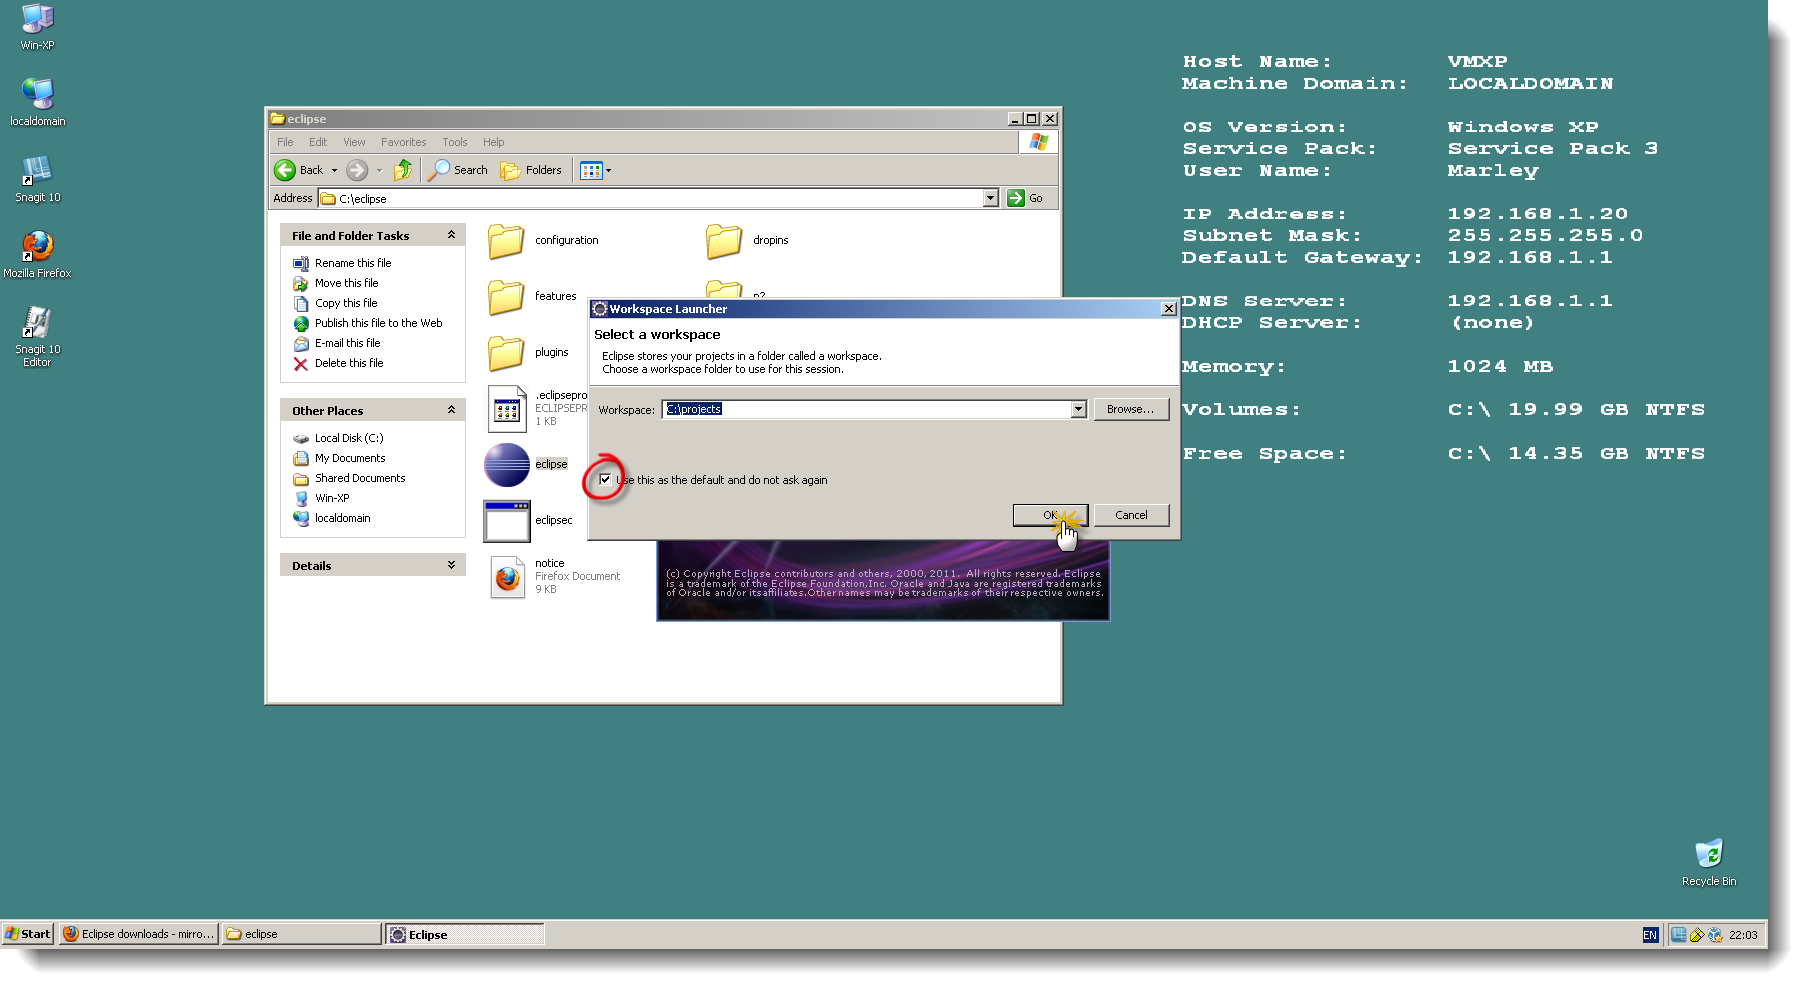 Win-XP
localdomain
Snagit 10
Mozilla Firefox
Snagit 10
Editor
eclipse
File Edit View Favorites Tools Help
Back Search Folders
Address C:\eclipse Go
File and Folder Tasks
Rename this file
Move this file
Copy this file
Publish this file to the Web
E-mail this file
Delete this file
Other Places
Local Disk (C:)
My Documents
Shared Documents
Win-XP
localdomain
Details
configuration
dropins
features
p2
plugins
.eclipsepro
ECLIPSEPR
1 KB
eclipse
eclipsec
notice
Firefox Document
9 KB
Workspace Launcher
Select a workspace
Eclipse stores your projects in a folder called a workspace.
Choose a workspace folder to use for this session.
Workspace: C:\projects Browse...
Use this as the default and do not ask again
OK Cancel
(c) Copyright Eclipse contributors and others, 2000, 2011. All rights reserved. Eclipse
is a trademark of the Eclipse Foundation,Inc. Oracle and Java are registered trademarks
of Oracle and/or itsaffiliates.Other names may be trademarks of their respective owners.
Host Name: VMXP
Machine Domain: LOCALDOMAIN
OS Version: Windows XP
Service Pack: Service Pack 3
User Name: Marley
IP Address: 192.168.1.20
Subnet Mask: 255.255.255.0
Default Gateway: 192.168.1.1
DNS Server: 192.168.1.1
DHCP Server: (none)
Memory: 1024 MB
Volumes: C:\ 19.99 GB NTFS
Free Space: C:\ 14.35 GB NTFS
Recycle Bin
Start Eclipse downloads - mirro... eclipse Eclipse EN 22:03